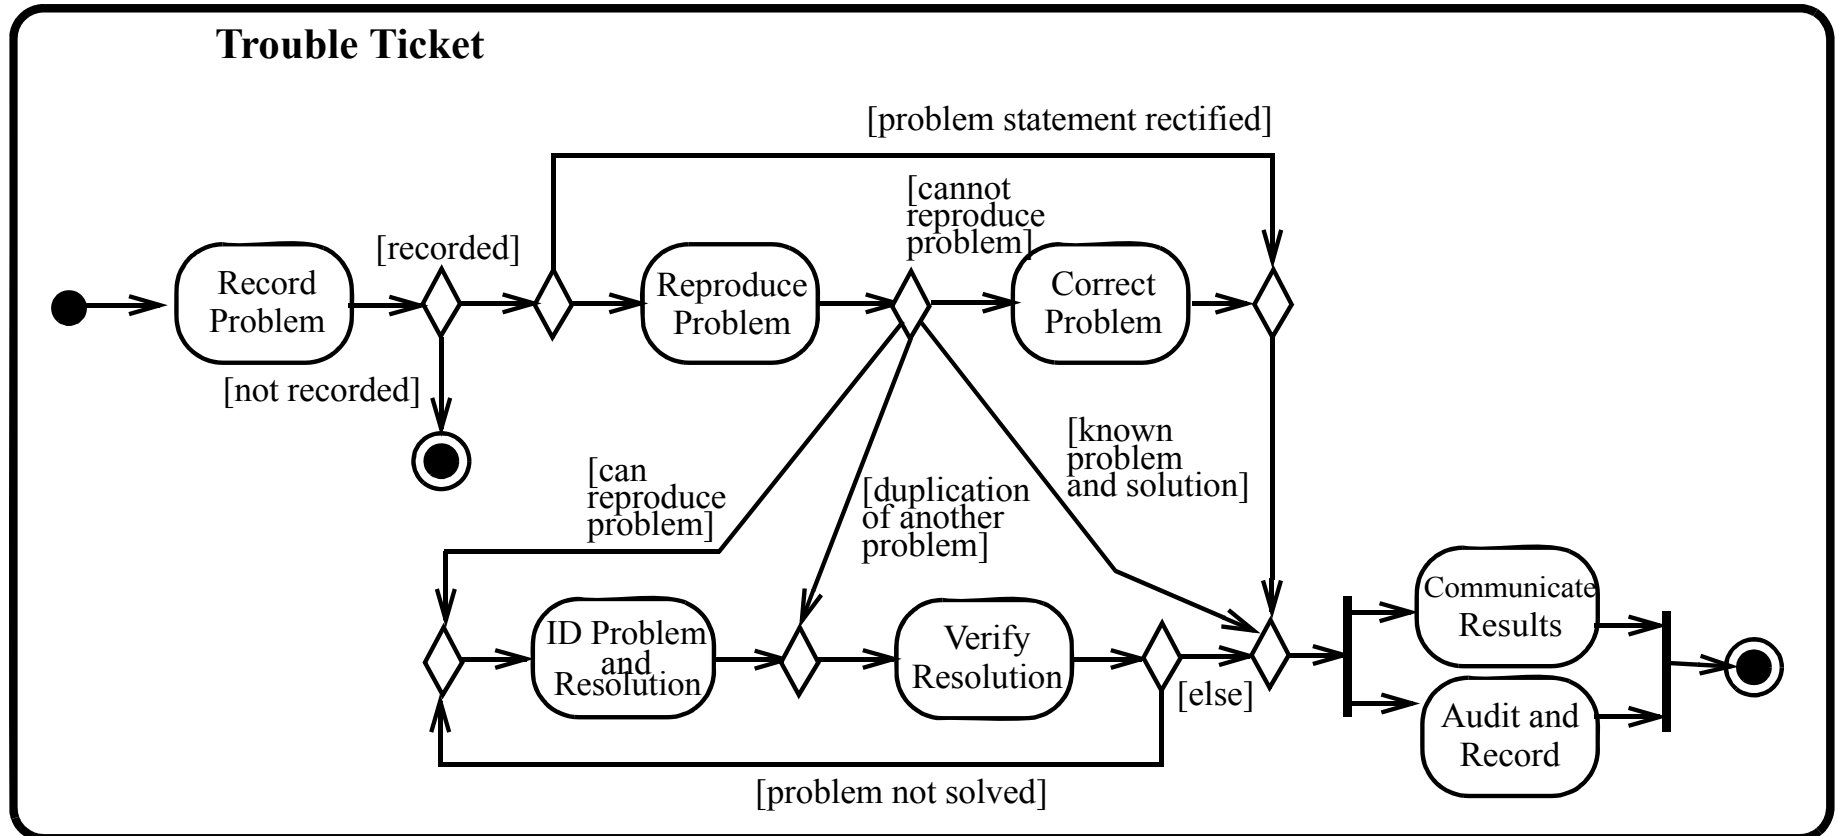 Trouble Ticket
[problem statement rectified]
[cannot
reproduce
problem]
[recorded]
Record
Problem
Reproduce
Problem
Correct
Problem
[not recorded]
[known
problem
and solution]
[can
reproduce
problem]
[duplication
of another
problem]
Communicate
Results
ID Problem
and
Resolution
Verify
Resolution
[else]
Audit and
Record
[problem not solved]